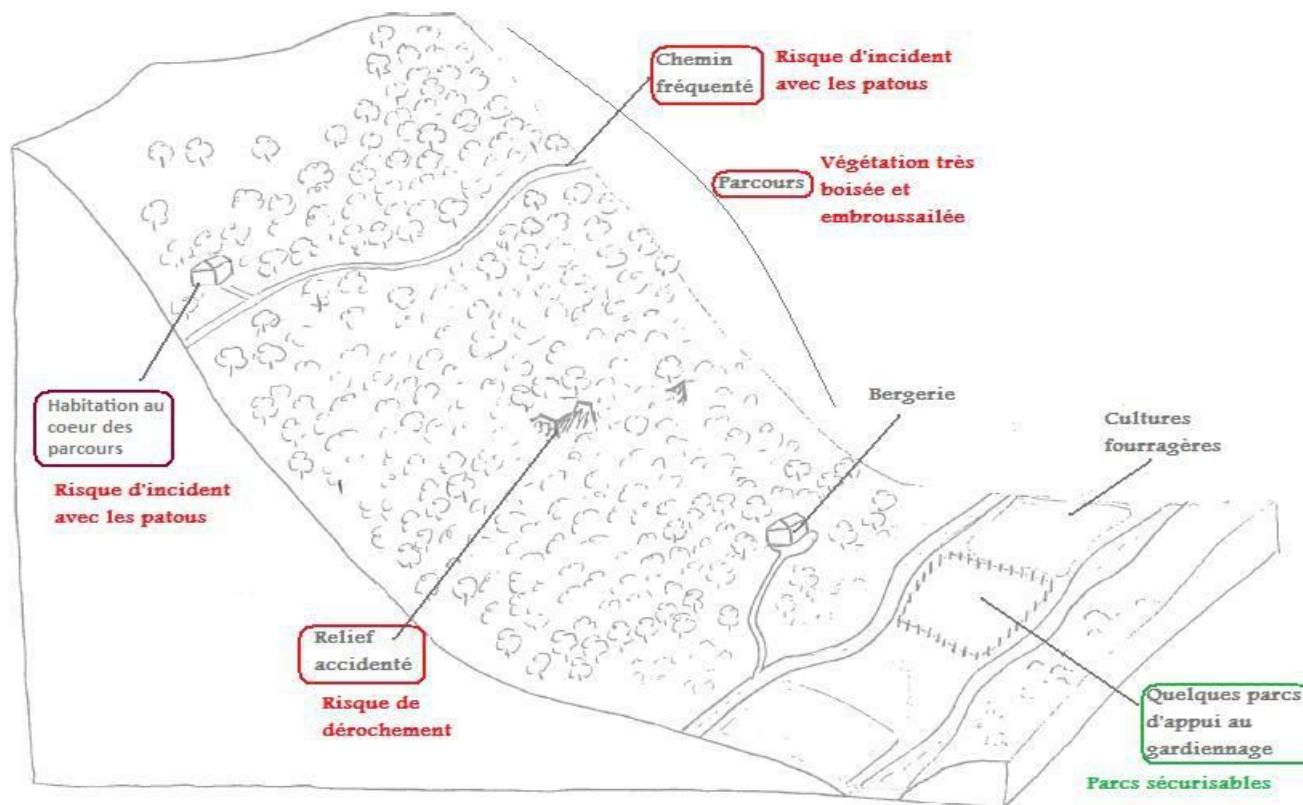 Chemin
fréquenté
Risque d'incident
avec les patous
Parcours
Végétation très
boisée et
embroussailée
Habitation au
coeur des
parcours
Risque d'incident
avec les patous
Bergerie
Cultures
fourragères
Relief
accidenté
Risque de
dérochement
Quelques parcs
d'appui au
gardiennage
Parcs sécurisables